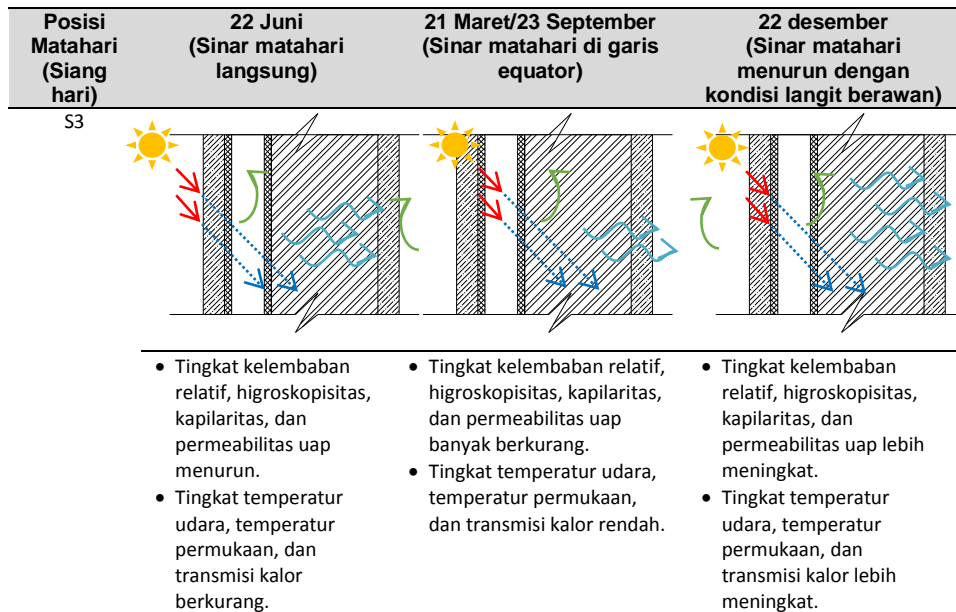 Posisi
Matahari
(Siang
hari)
22 Juni
(Sinar matahari
langsung)
21 Maret/23 September
(Sinar matahari di garis
equator)
22 desember
(Sinar matahari
menurun dengan
kondisi langit berawan)
S3
• Tingkat kelembaban
relatif, higroskopisitas,
kapilaritas, dan
permeabilitas uap
menurun.
• Tingkat temperatur
udara, temperatur
permukaan, dan
transmisi kalor
berkurang.
• Tingkat kelembaban relatif,
higroskopisitas, kapilaritas,
dan permeabilitas uap
banyak berkurang.
• Tingkat temperatur udara,
temperatur permukaan,
dan transmisi kalor rendah.
• Tingkat kelembaban
relatif, higroskopisitas,
kapilaritas, dan
permeabilitas uap lebih
meningkat.
• Tingkat temperatur
udara, temperatur
permukaan, dan
transmisi kalor lebih
meningkat.